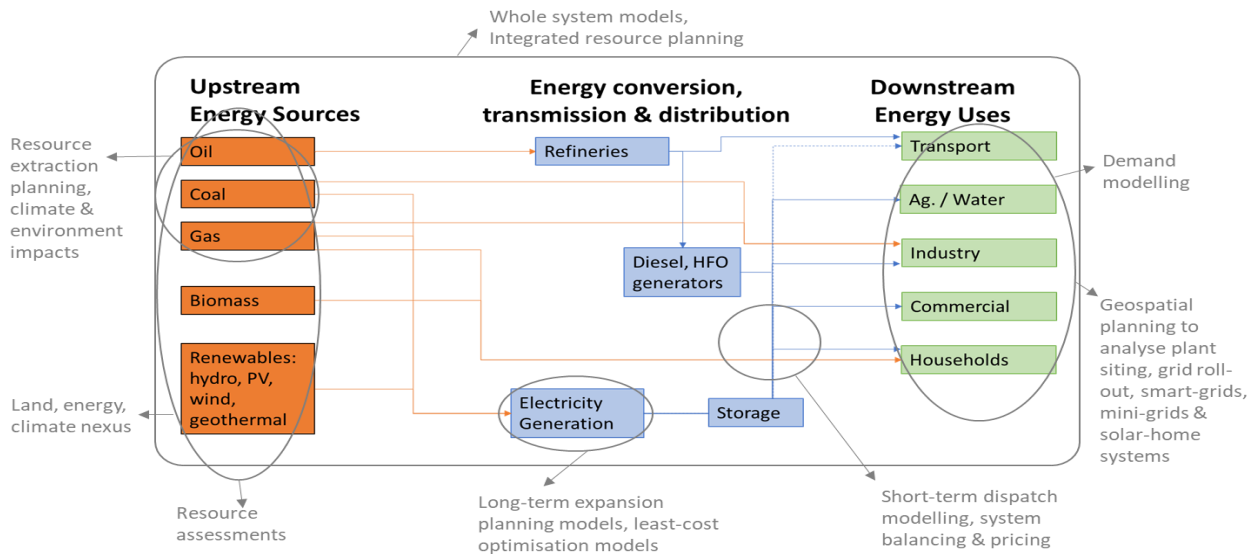 Whole system models,
Integrated resource planning
Upstream
Energy Sources
Energy conversion,
transmission & distribution
Downstream
Energy Uses
Resource
extraction
planning,
climate &
environment
impacts
Oil
Coal
Gas
Biomass
Renewables:
hydro, PV,
wind,
geothermal
Refineries
Diesel, HFO
generators
Electricity
Generation
Storage
Transport
Ag. / Water
Industry
Commercial
Households
Demand
modelling
Geospatial
planning to
analyse plant
siting, grid roll-
out, smart-grids,
mini-grids &
solar-home
systems
Land, energy,
climate nexus
Resource
assessments
Long-term expansion
planning models, least-cost
optimisation models
Short-term dispatch
modelling, system
balancing & pricing